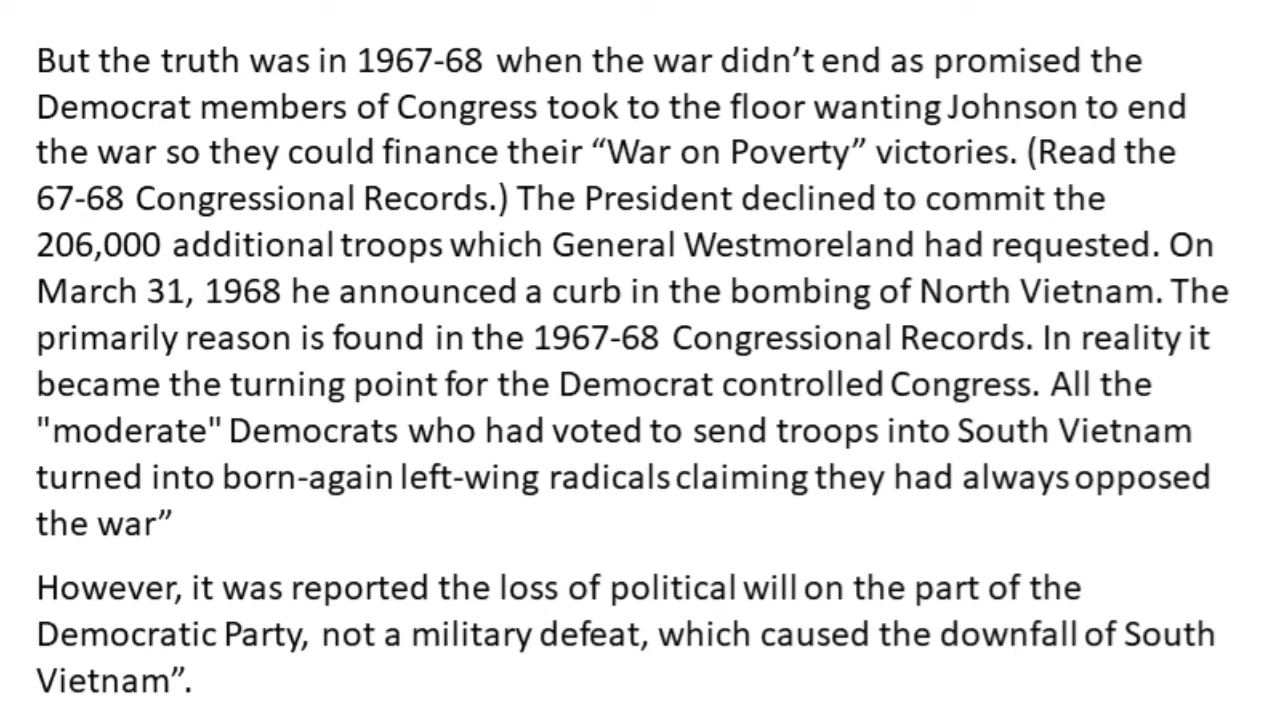 But the truth was in 1967-68 when the war didn’t end as promised the
Democrat members of Congress took to the floor wanting Johnson to end
the war so they could finance their “War on Poverty” victories. (Read the
67-68 Congressional Records.) The President declined to commit the
206,000 additional troops which General Westmoreland had requested. On
March 31, 1968 he announced a curb in the bombing of North Vietnam. The
primarily reason is found in the 1967-68 Congressional Records. In reality it
became the turning point for the Democrat controlled Congress. All the
"moderate" Democrats who had voted to send troops into South Vietnam
turned into born-again left-wing radicals claiming they had always opposed
the war”
However, it was reported the loss of political will on the part of the
Democratic Party, not a military defeat, which caused the downfall of South
Vietnam”.